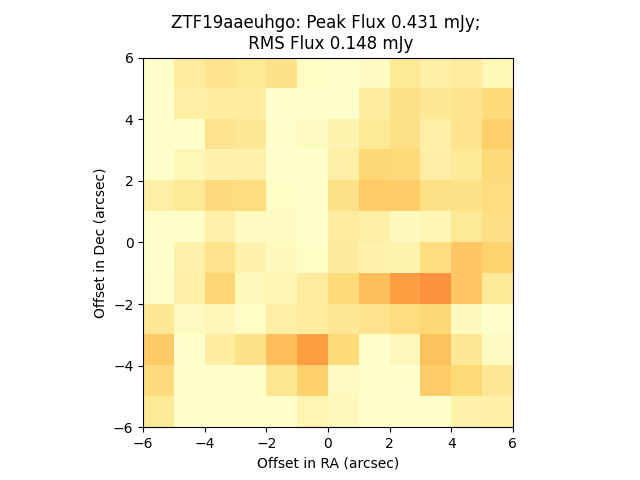 ZTF19aaeuhgo: Peak Flux 0.431 mJy;
RMS Flux 0.148 mJy
6
4
2
0
−2
−4
−6
Offset in Dec (arcsec)
−6 −4 −2 0 2 4 6
Offset in RA (arcsec)